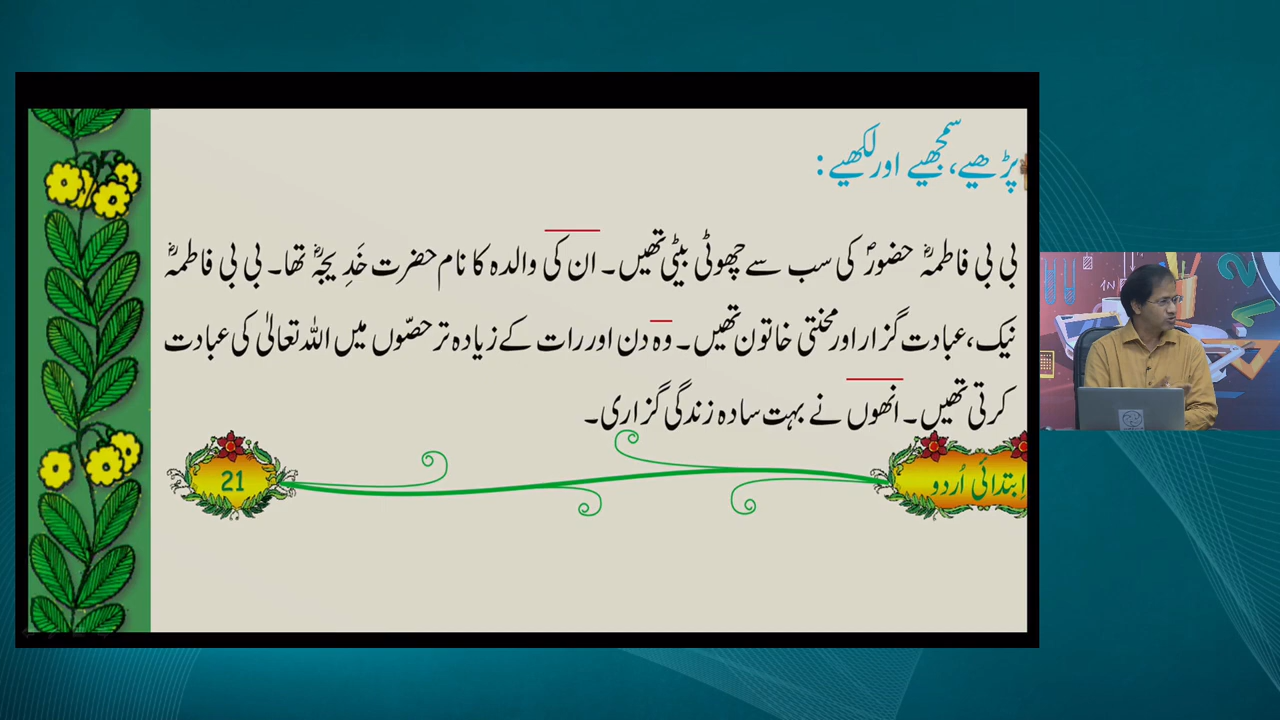 پڑھیے، سمجھیے اور لکھیے:
بی بی فاطمہؓ حضورؐ کی سب سے چھوٹی بیٹی تھیں۔ ان کی والدہ کا نام حضرت خَدِیجہؓ تھا۔ بی بی فاطمہؓ
نیک، عبادت گزار اور محنتی خاتون تھیں۔ وہ دن اور رات کے زیادہ تر حصّوں میں اللہ تعالیٰ کی عبادت
کرتی تھیں۔ انھوں نے بہت سادہ زندگی گزاری۔
اِبتدائی اُردو
21